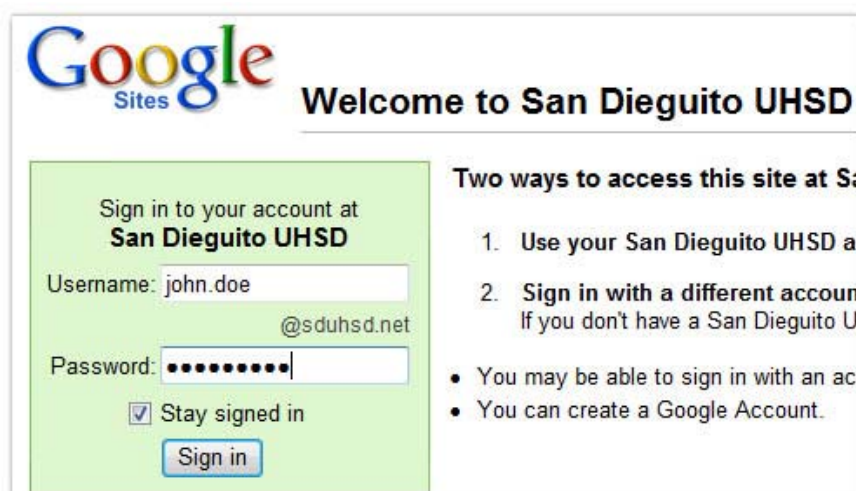 Google
Sites
Welcome to San Dieguito UHSD
Sign in to your account at
San Dieguito UHSD
Username: john.doe
@sduhsd.net
Password: •••••••••
Stay signed in
Sign in
Two ways to access this site at Sa
1. Use your San Dieguito UHSD a
2. Sign in with a different accoun
If you don't have a San Dieguito U
• You may be able to sign in with an ac
• You can create a Google Account.